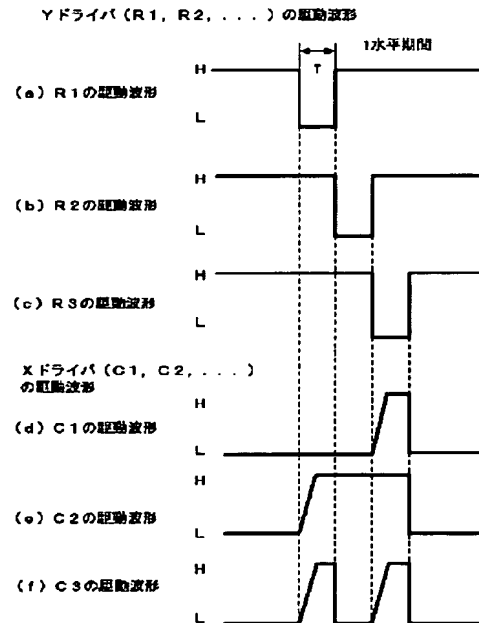 Yドライバ(R1, R2, . . . . )の駆動波形
1水平期間
T
H
(a) R1の駆動波形
L
H
(b) R2の駆動波形
L
H
(c) R3の駆動波形
L
Xドライバ(C1, C2, . . . . )
の駆動波形
H
(d) C1の駆動波形
L
H
(e) C2の駆動波形
L
H
(f) C3の駆動波形
L